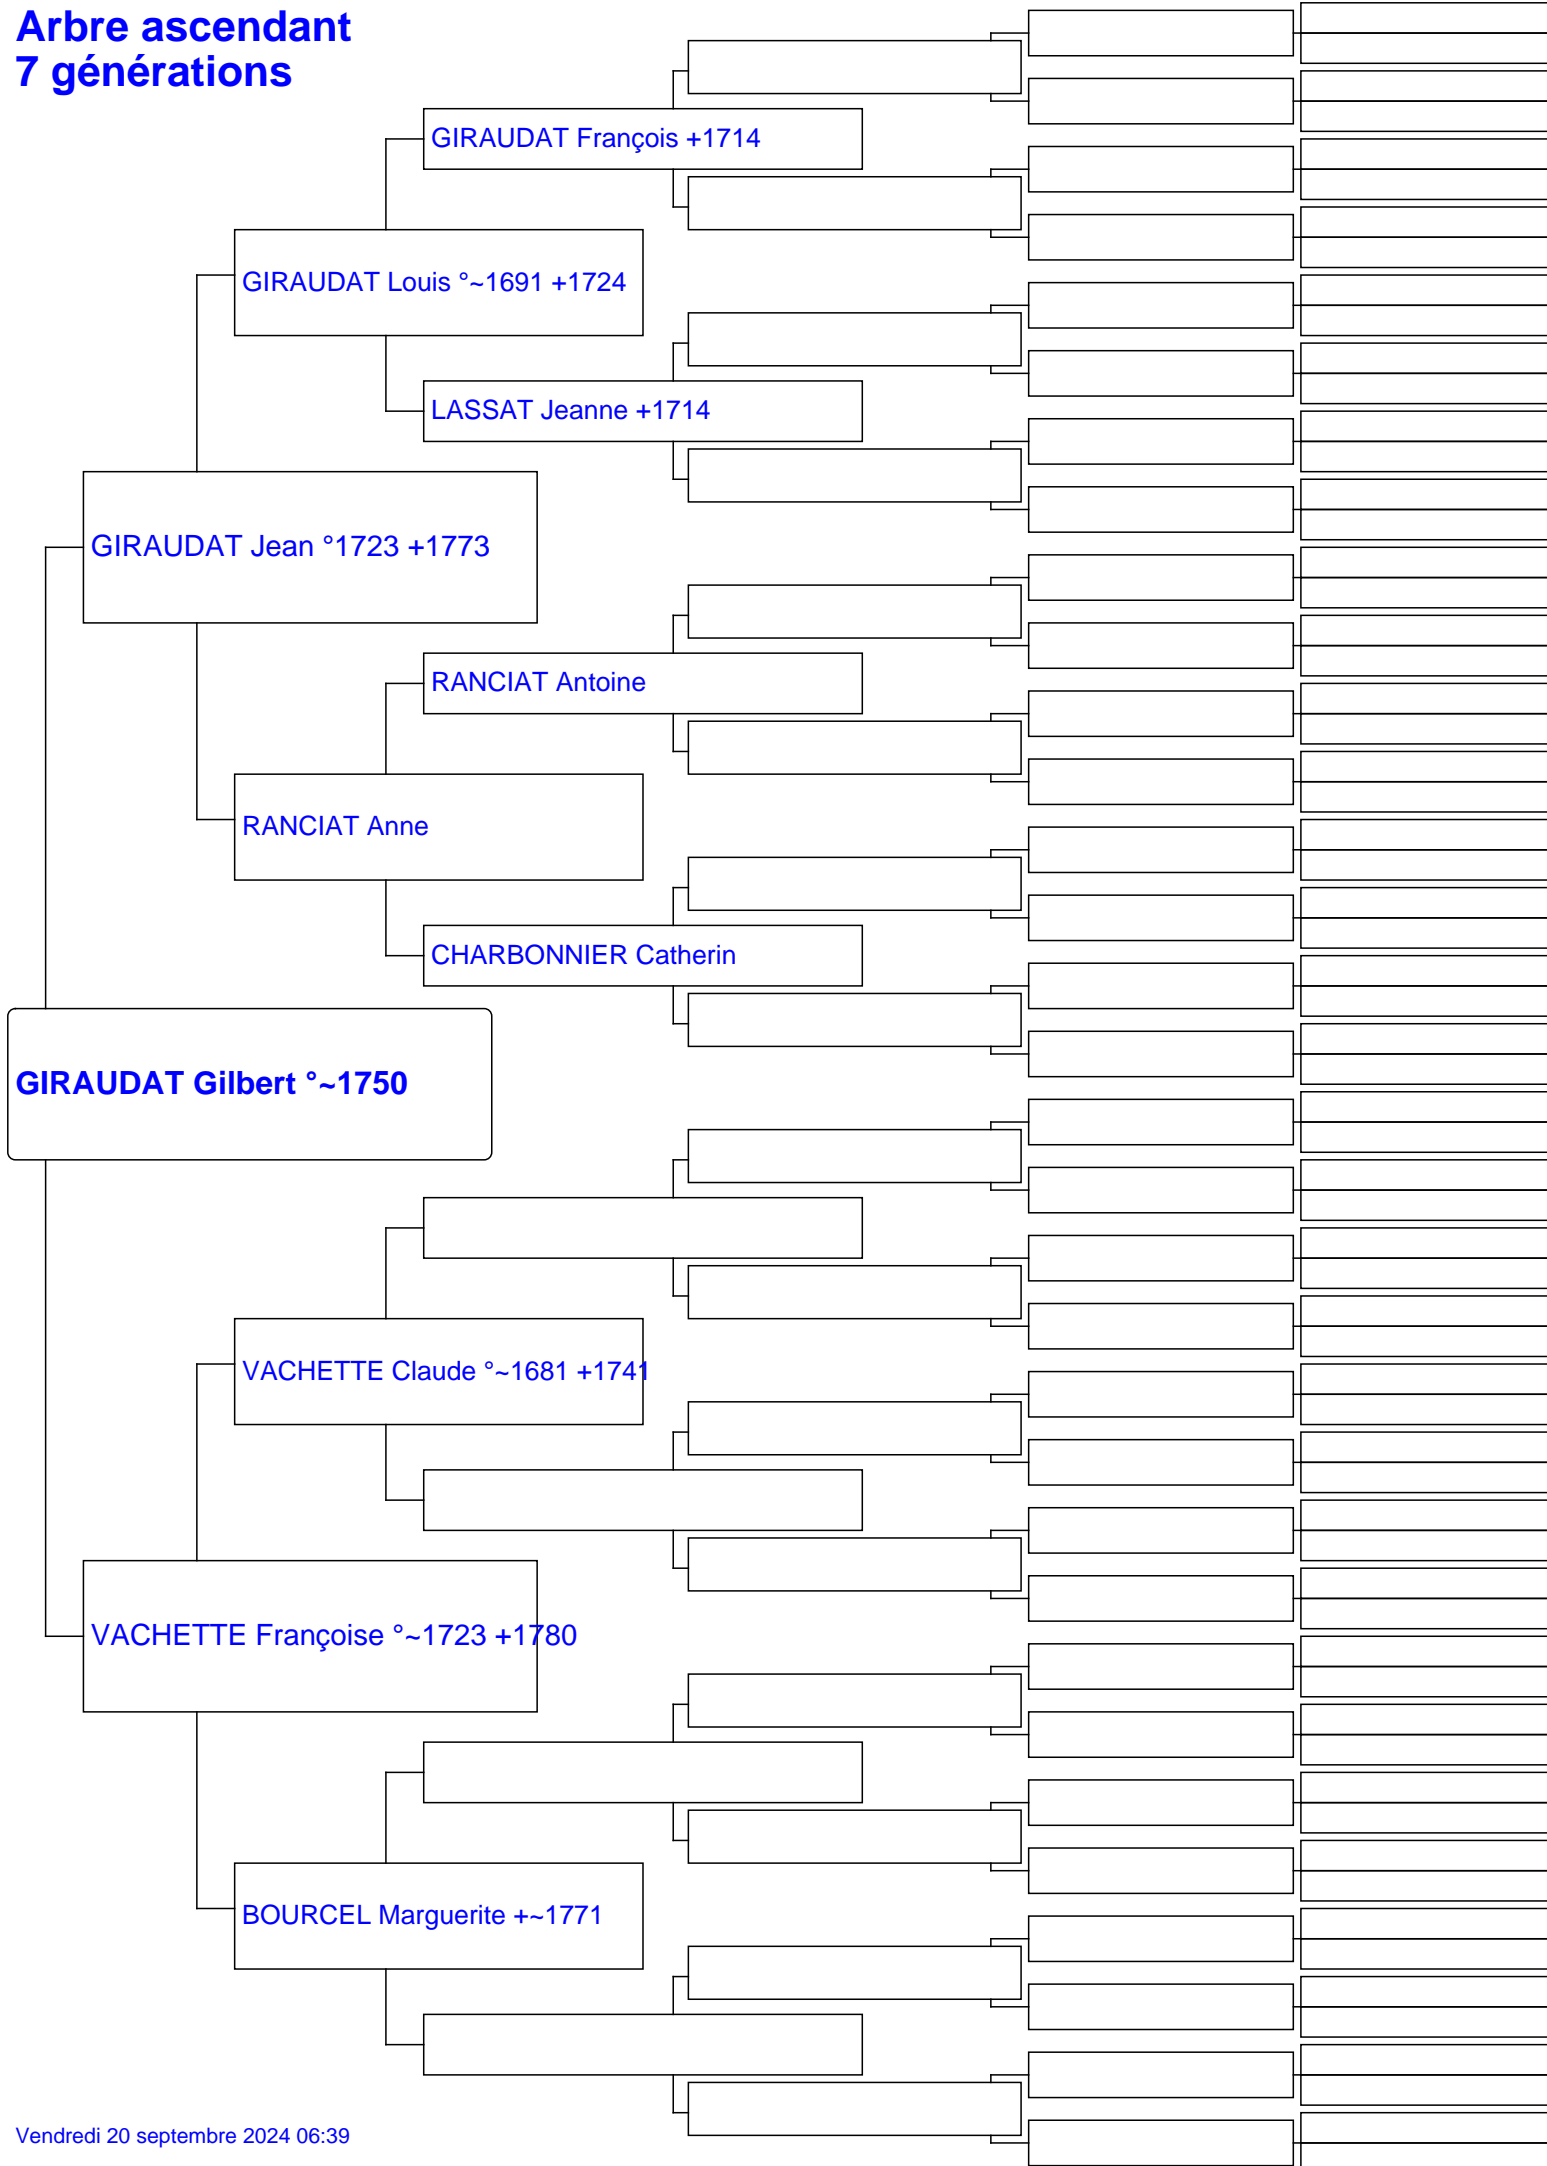 Arbre ascendant
7 générations
GIRAUDAT François +1714
GIRAUDAT Louis °~1691 +1724
LASSAT Jeanne +1714
GIRAUDAT Jean °1723 +1773
RANCIAT Antoine
RANCIAT Anne
CHARBONNIER Catherin
GIRAUDAT Gilbert °~1750
VACHETTE Claude °~1681 +1741
VACHETTE Françoise °~1723 +1780
BOURCEL Marguerite +~1771
Vendredi 20 septembre 2024 06:39